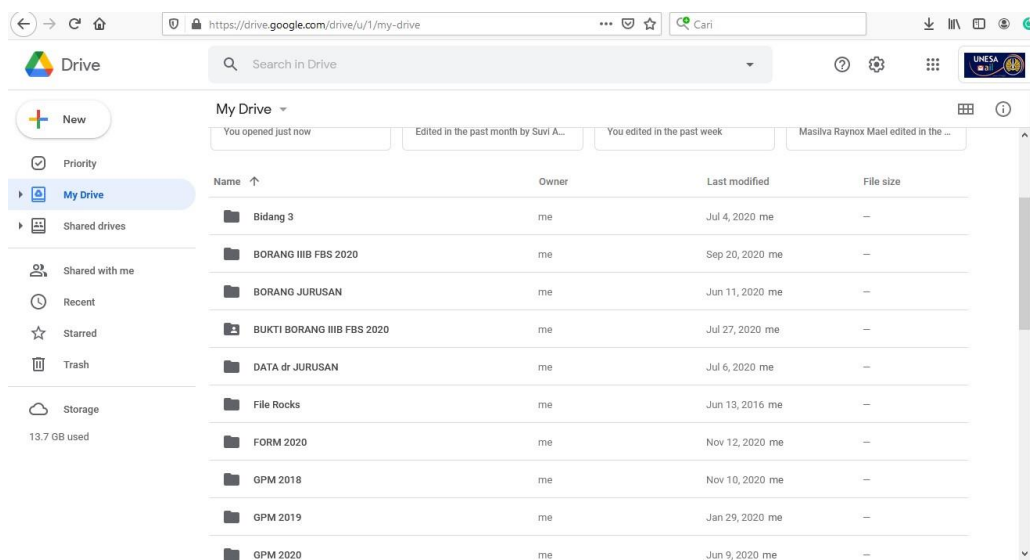 https://drive.google.com/drive/u/1/my-drive
Cari
Drive
Search in Drive
UNESA
mail
New
My Drive
You opened just now
Edited in the past month by Suvi A...
You edited in the past week
Masilva Raynox Mael edited in the ...
Priority
My Drive
Shared drives
Shared with me
Recent
Starred
Trash
Storage
13.7 GB used
Name Owner Last modified File size
Bidang 3 me Jul 4, 2020 me —
BORANG IIIB FBS 2020 me Sep 20, 2020 me —
BORANG JURUSAN me Jun 11, 2020 me —
BUKTI BORANG IIIB FBS 2020 me Jul 27, 2020 me —
DATA dr JURUSAN me Jul 6, 2020 me —
File Rocks me Jun 13, 2016 me —
FORM 2020 me Nov 12, 2020 me —
GPM 2018 me Nov 10, 2020 me —
GPM 2019 me Jan 29, 2020 me —
GPM 2020 me Jun 9, 2020 me —